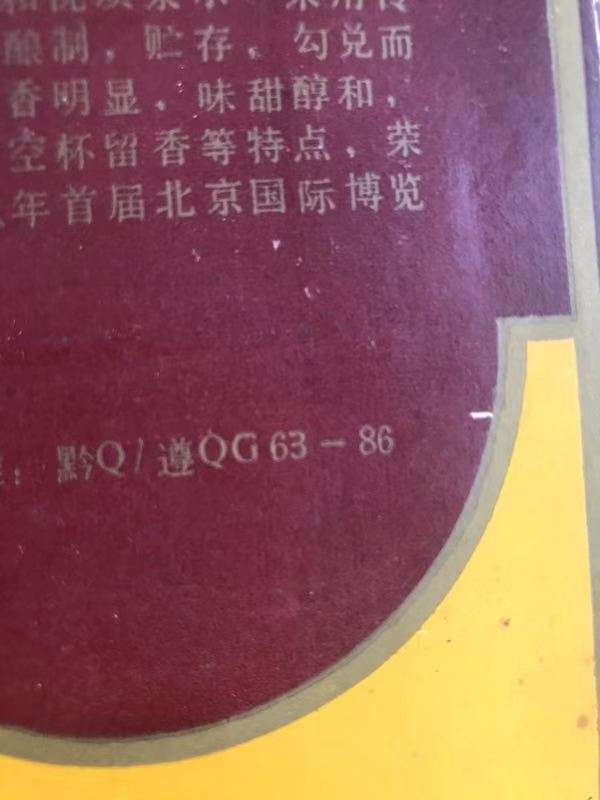 酿制，贮存、勾兑而
香明显、味甜醇和，
空杯留香等特点，荣
年首届北京国际博览
：黔Q/遵QG 63－86